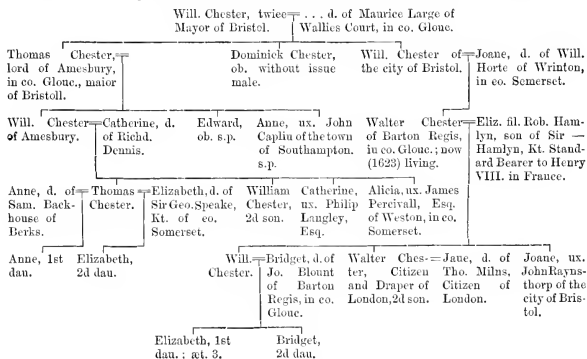 Will. Chester, twice = . . . d. of Maurice Large of
Mayor of Bristol. Wallies Court, in co. Glouc.
Thomas Chester, =
lord of Amesbury,
in co. Glouc., maior
of Bristoll.
Dominick Chester,
ob. without issue
male.
Will. Chester of =
the city of Bristol.
Joane, d. of Will.
Horte of Wrinton,
in co. Somerset.
Will. Chester =
of Amesbury.
Catherine, d.
of Richd.
Dennis.
Edward,
ob. s.p.
Anne, ux. John
Capliu of the town
of Southampton.
s.p.
Walter Chester =
of Barton Regis,
in co. Glouc.; now
(1623) living.
Eliz. fil. Rob. Ham-
lyn, son of Sir —
Hamlyn, Kt. Stand-
ard Bearer to Henry
VIII. in France.
Anne, d. of =
Sam. Back-
house of
Berks.
Thomas =
Chester.
Elizabeth, d. of
Sir Geo. Speake,
Kt. of co.
Somerset.
William
Chester,
2d son.
Catherine,
ux. Philip
Langley,
Esq.
Alicia, ux. James
Percivall, Esq.
of Weston, in co.
Somerset.
Anne, 1st
dau.
Elizabeth,
2d dau.
Will. =
Chester.
Bridget, d. of
Jo. Blount
of Barton
Regis, in co.
Glouc.
Walter Ches- =
ter, Citizen
and Draper of
London, 2d son.
Jane, d. of
Tho. Milns,
Citizen of
London.
Joane, ux.
John Rayns-
thorp of the
city of Bris-
tol.
Elizabeth, 1st
dau.; æt. 3.
Bridget,
2d dau.